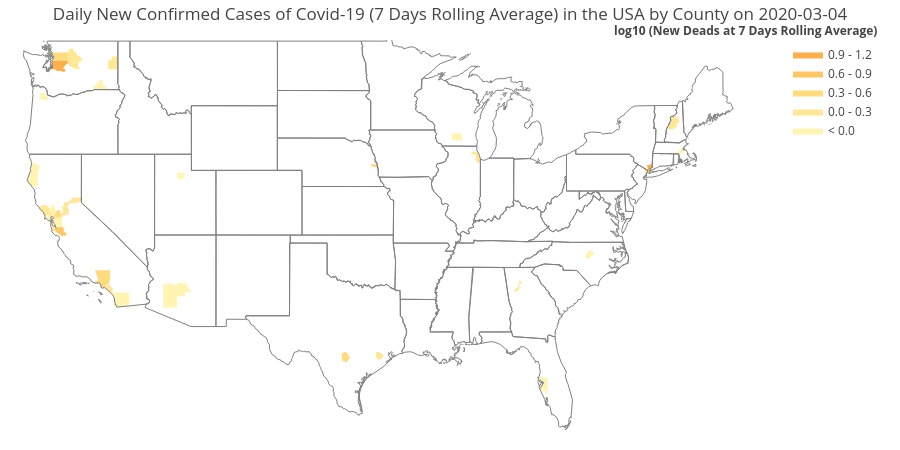 Daily New Confirmed Cases of Covid-19 (7 Days Rolling Average) in the USA by County on 2020-03-04
log10 (New Deads at 7 Days Rolling Average)
0.9 - 1.2
0.6 - 0.9
0.3 - 0.6
0.0 - 0.3
< 0.0